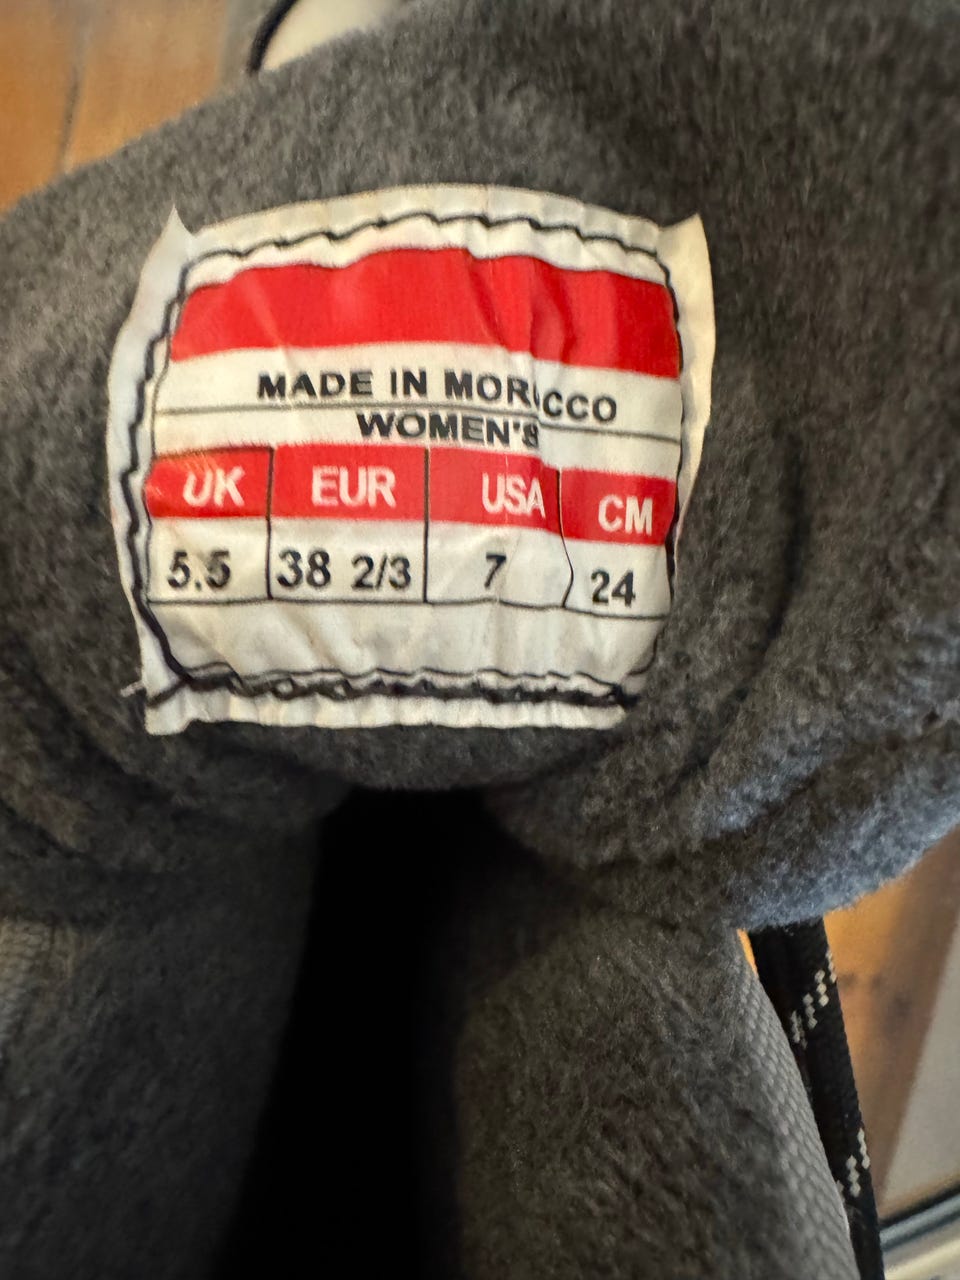 MADE IN MOROCCO
WOMEN'S
UK EUR USA CM
5.5 38 2/3 7 24